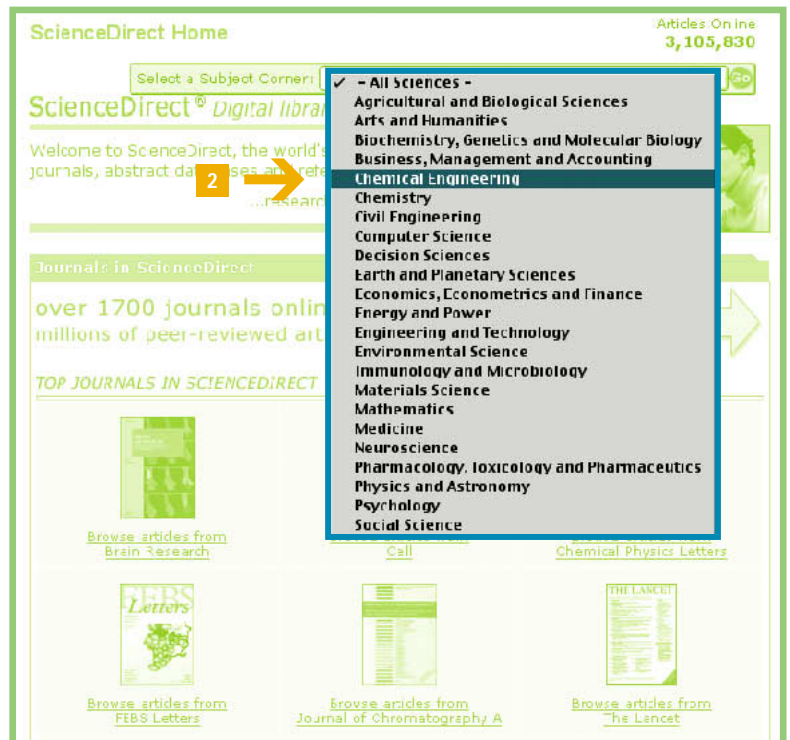 ScienceDirect Home
Articles Online
3,105,830
Select a Subject Corner:
Go
✓ - All Sciences -
Agricultural and Biological Sciences
Arts and Humanities
Biochemistry, Genetics and Molecular Biology
Business, Management and Accounting
Chemical Engineering
Chemistry
Civil Engineering
Computer Science
Decision Sciences
Earth and Planetary Sciences
Economics, Econometrics and Finance
Energy and Power
Engineering and Technology
Environmental Science
Immunology and Microbiology
Materials Science
Mathematics
Medicine
Neuroscience
Pharmacology, Toxicology and Pharmaceutics
Physics and Astronomy
Psychology
Social Science
ScienceDirect® Digital
Welcome to ScienceDirect, the world's
journals, abstract
2
Journals in ScienceDirect
over 1700 journals
millions of peer-reviewed
TOP JOURNALS IN SCIENCEDIRECT
Browse articles from
Brain Research
Browse articles from
Cell
Browse articles from
Chemical Physics Letters
FEBS
Letters
THE LANCET
Browse articles from
FEBS Letters
Browse articles from
Journal of Chromatography A
Browse articles from
The Lancet